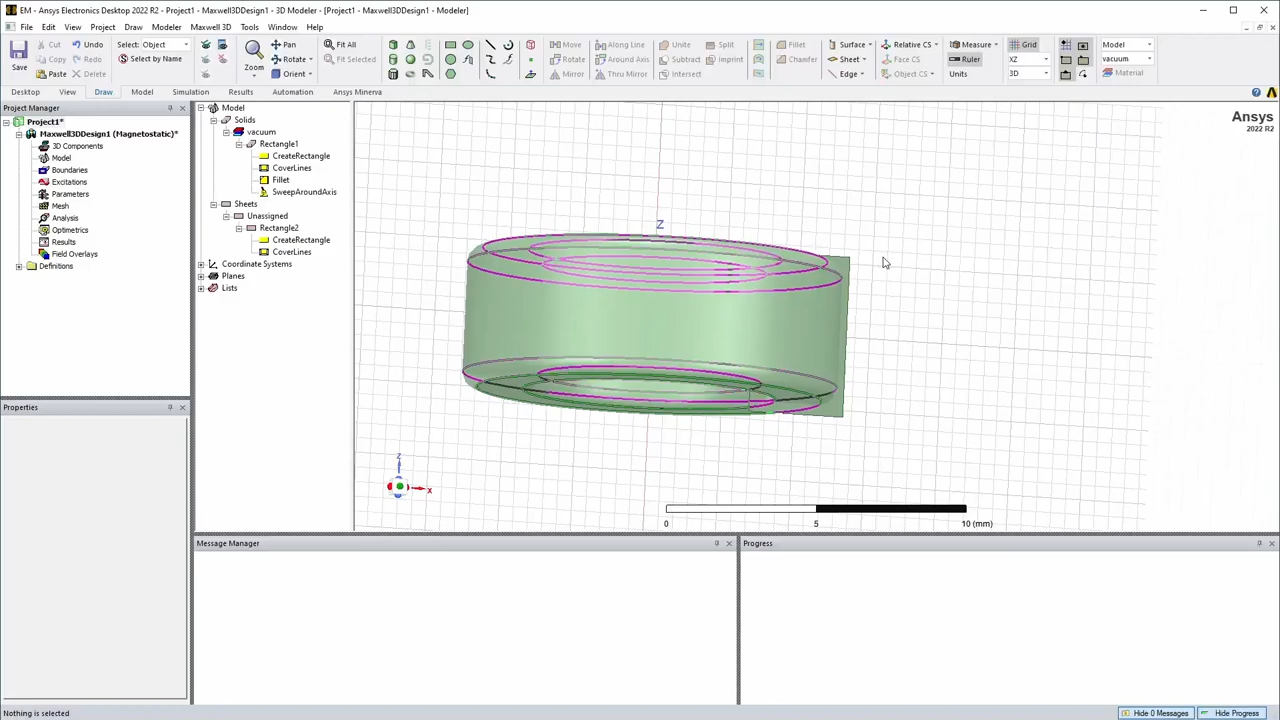 EM - Ansys Electronics Desktop 2022 R2 - Project1 - Maxwell3DDesign1 - 3D Modeler - [Project1 - Maxwell3DDesign1 - Modeler]
File Edit View Project Draw Modeler Maxwell 3D Tools Window Help
Save Cut Copy Paste Undo Redo Delete Select: Object Select by Name Zoom Pan Rotate Orient Fit All Fit Selected
Move Rotate Mirror Along Line Around Axis Thru Mirror Unite Subtract Intersect Split Imprint Fillet Chamfer
Surface Sheet Edge Relative CS Face CS Object CS Measure Ruler Units Grid XZ 3D Model vacuum Material
Desktop View Draw Model Simulation Results Automation Ansys Minerva
Project Manager
Project1*
Maxwell3DDesign1 (Magnetostatic)*
3D Components
Model
Boundaries
Excitations
Parameters
Mesh
Analysis
Optimetrics
Results
Field Overlays
Definitions
Properties
Model
Solids
vacuum
Rectangle1
CreateRectangle
CoverLines
Fillet
SweepAroundAxis
Sheets
Unassigned
Rectangle2
CreateRectangle
CoverLines
Coordinate Systems
Planes
Lists
Ansys
2022 R2
Z
Z
X
0 5 10 (mm)
Message Manager
Progress
Nothing is selected
Hide 0 Messages
Hide Progress